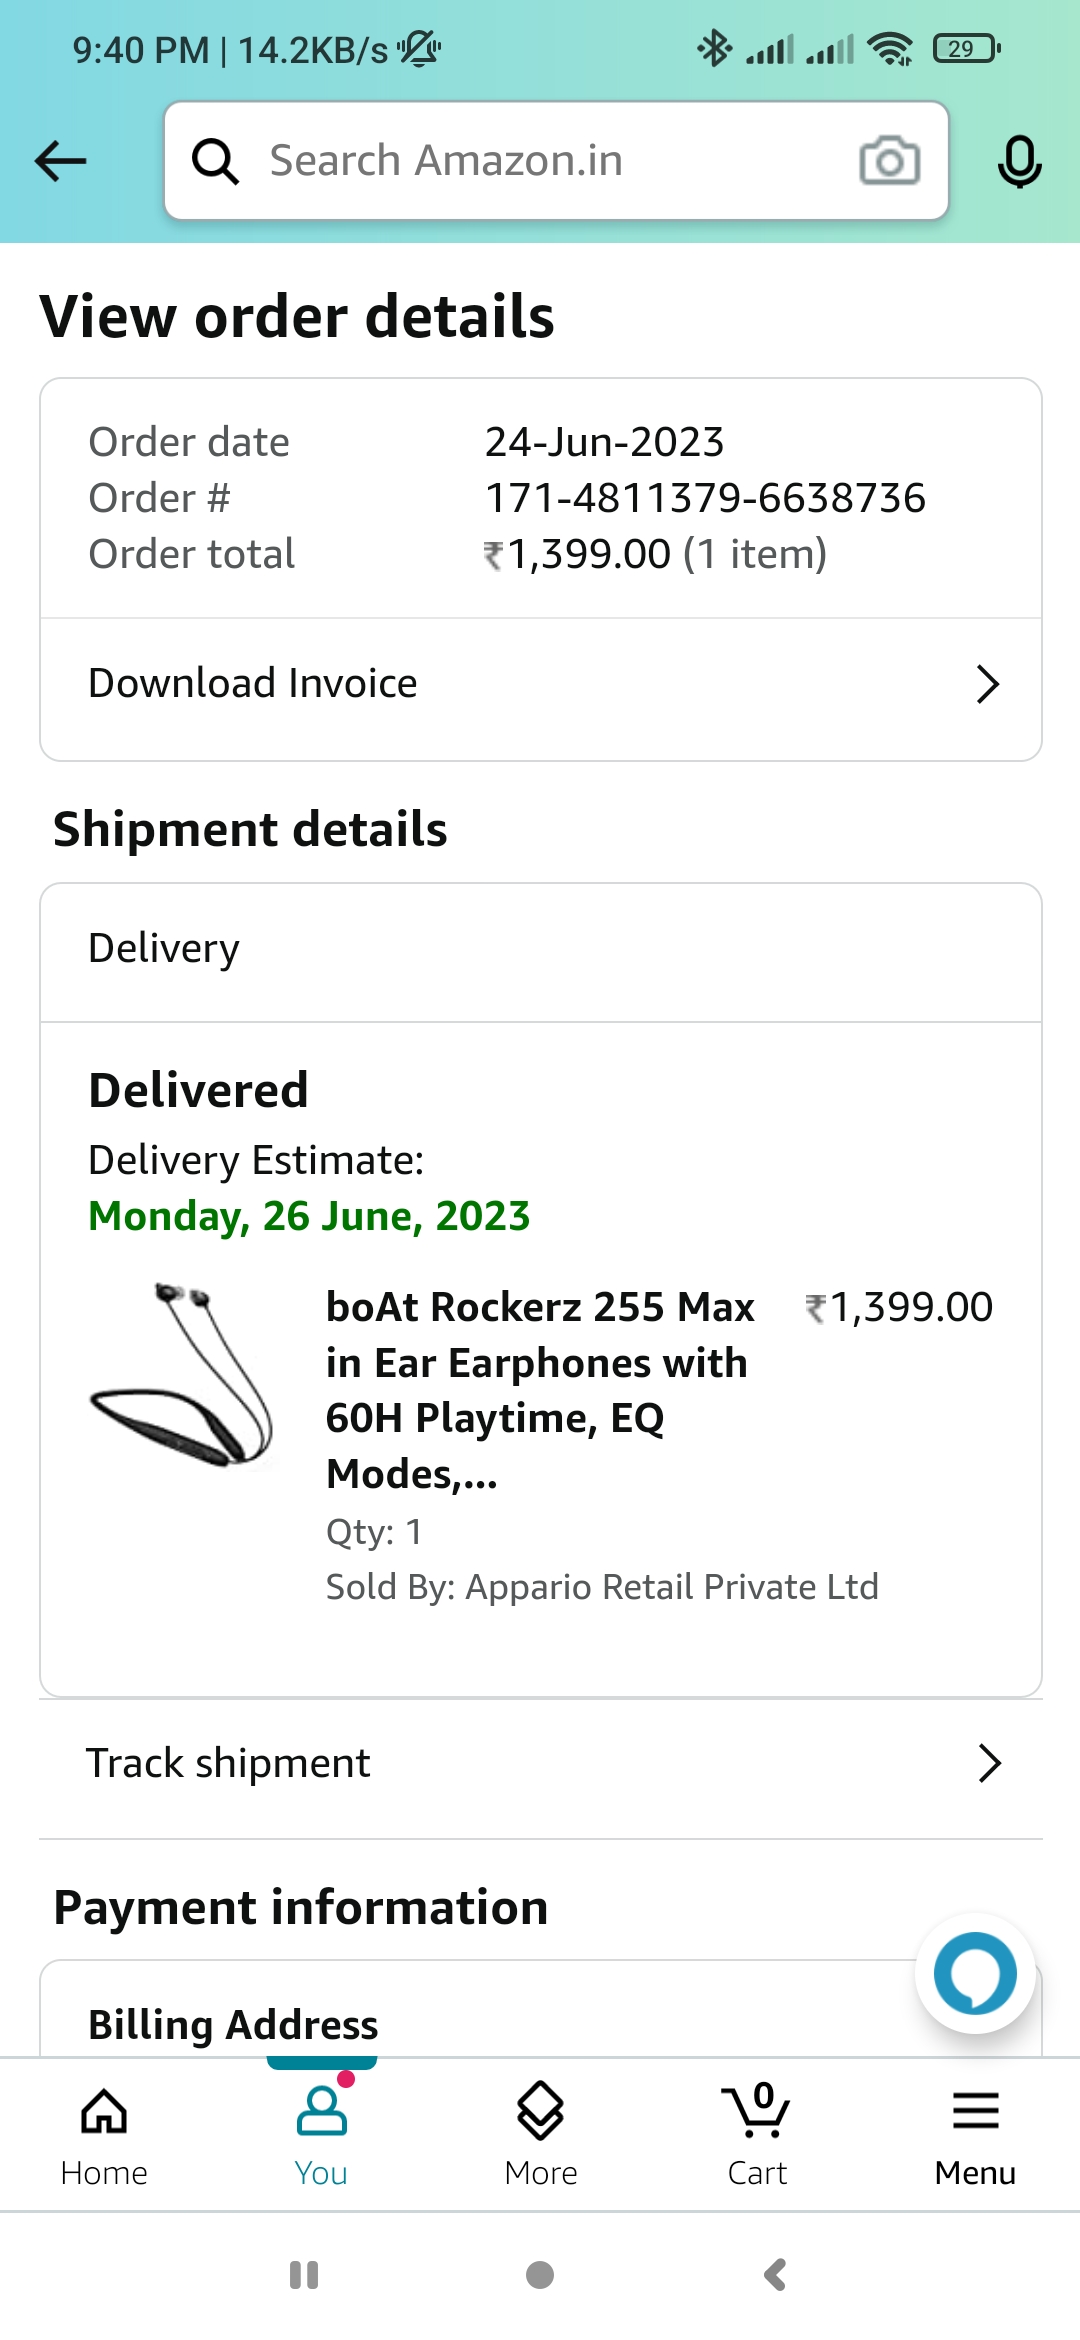 9:40 PM | 14.2KB/s
29
Search Amazon.in
View order details
Order date 24-Jun-2023
Order # 171-4811379-6638736
Order total ₹1,399.00 (1 item)
Download Invoice
Shipment details
Delivery
Delivered
Delivery Estimate:
Monday, 26 June, 2023
boAt Rockerz 255 Max ₹1,399.00
in Ear Earphones with
60H Playtime, EQ
Modes,...
Qty: 1
Sold By: Appario Retail Private Ltd
Track shipment
Payment information
Billing Address
0
Home You More Cart Menu